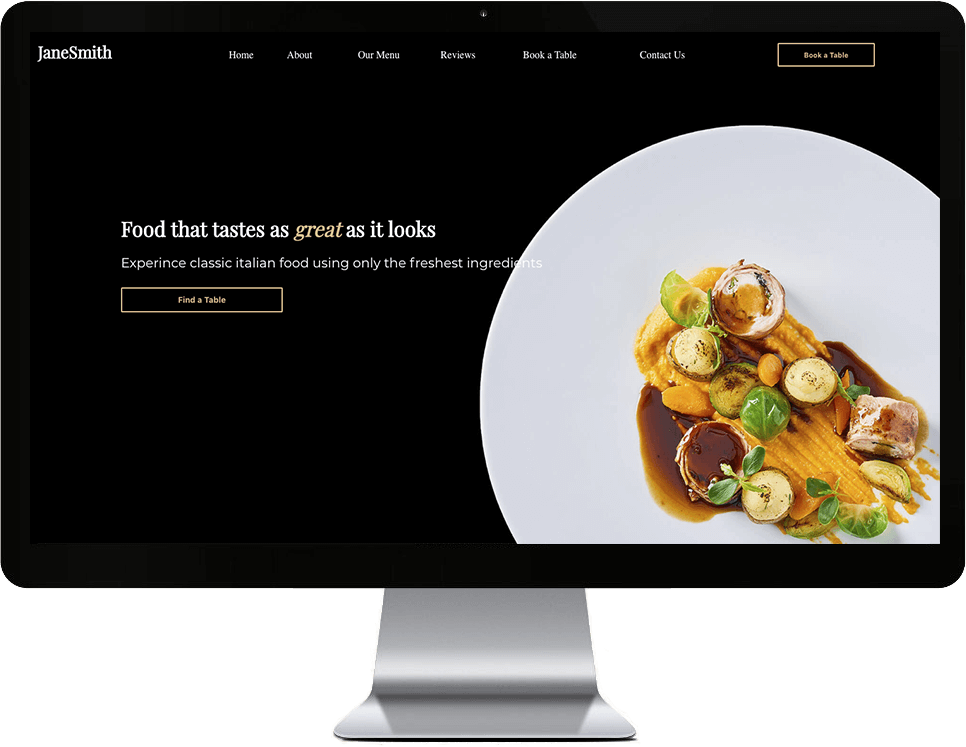 JaneSmith
Home About Our Menu Reviews Book a Table Contact Us Book a Table
Food that tastes as great as it looks
Experince classic italian food using only the freshest ingredients
Find a Table